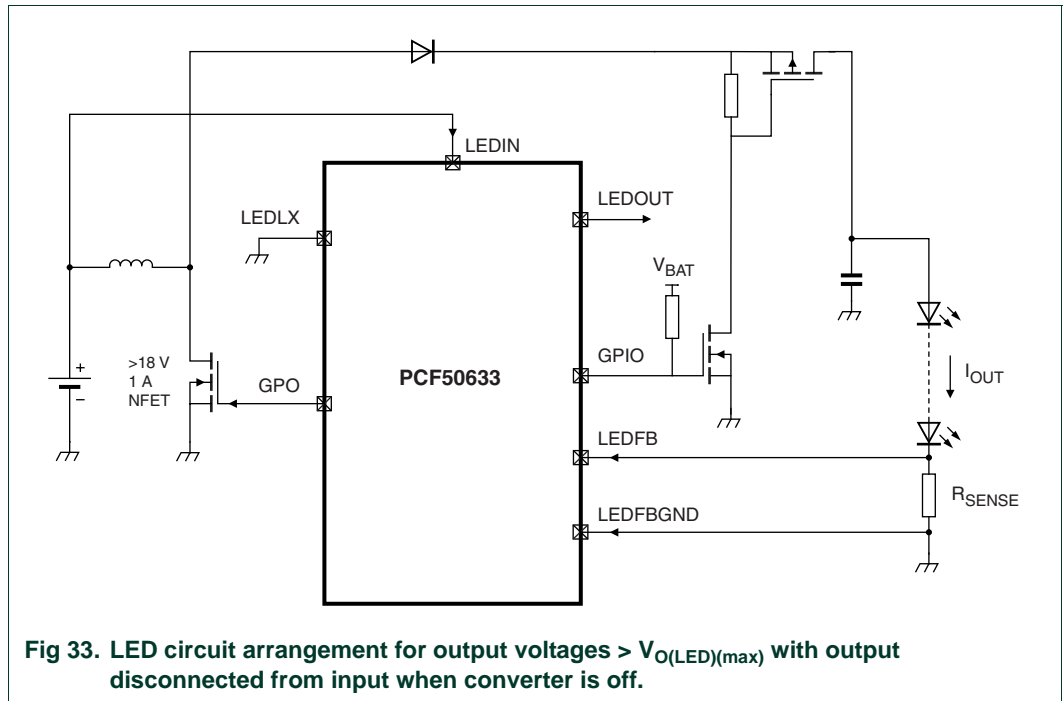 LEDIN
LEDLX
LEDOUT
V_BAT
GPIO
>18 V
1 A
NFET
GPO
PCF50633
I_OUT
LEDFB
R_SENSE
LEDFBGND
+
−
Fig 33. LED circuit arrangement for output voltages > V_O(LED)(max) with output
disconnected from input when converter is off.